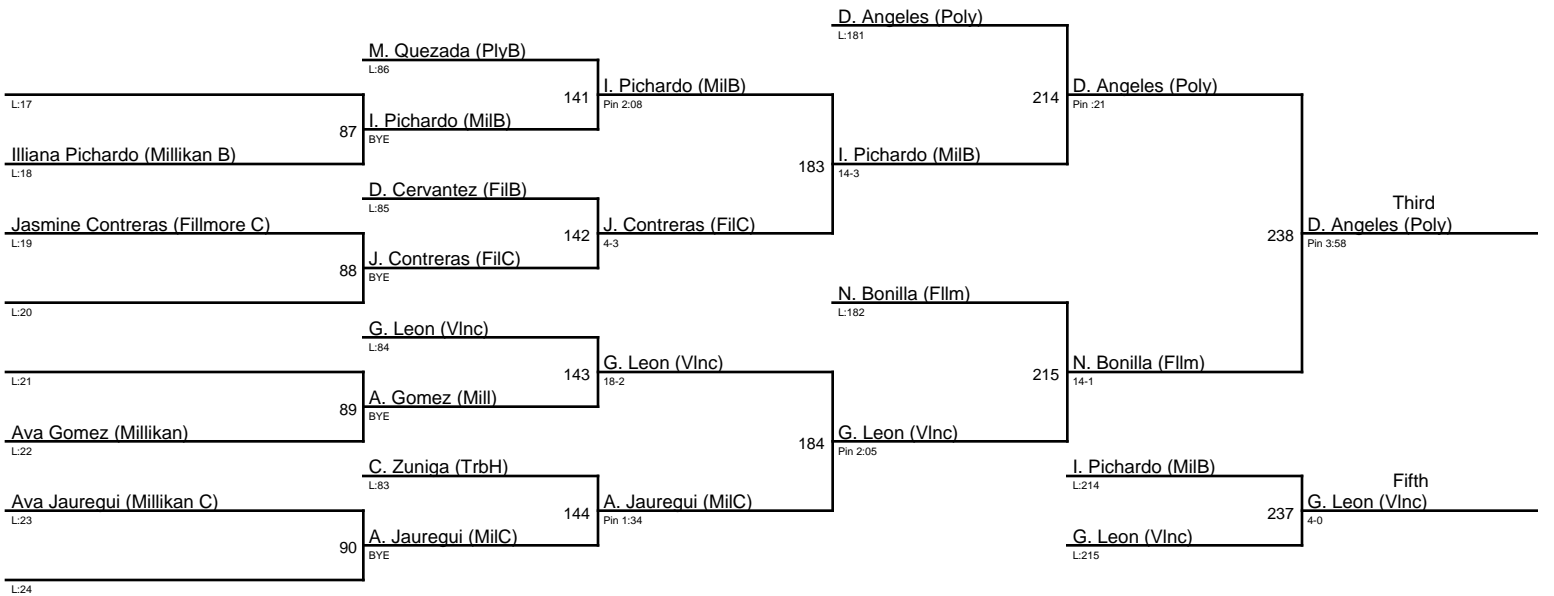 D. Angeles (Poly)
L:181
M. Quezada (PlyB)
L:86
141
I. Pichardo (MilB)
Pin 2:08
214
D. Angeles (Poly)
Pin :21
L:17
87
I. Pichardo (MilB)
BYE
Illiana Pichardo (Millikan B)
L:18
183
I. Pichardo (MilB)
14-3
D. Cervantez (FilB)
L:85
Third
Jasmine Contreras (Fillmore C)
L:19
142
J. Contreras (FilC)
4-3
238
D. Angeles (Poly)
Pin 3:58
88
J. Contreras (FilC)
BYE
L:20
N. Bonilla (Fllm)
L:182
G. Leon (Vlnc)
L:84
143
G. Leon (Vlnc)
18-2
215
N. Bonilla (Fllm)
14-1
L:21
89
A. Gomez (Mill)
BYE
Ava Gomez (Millikan)
L:22
184
G. Leon (Vlnc)
Pin 2:05
C. Zuniga (TrbH)
L:83
I. Pichardo (MilB)
L:214
Fifth
Ava Jauregui (Millikan C)
L:23
144
A. Jauregui (MilC)
Pin 1:34
237
G. Leon (Vlnc)
4-0
90
A. Jauregui (MilC)
BYE
G. Leon (Vlnc)
L:215
L:24